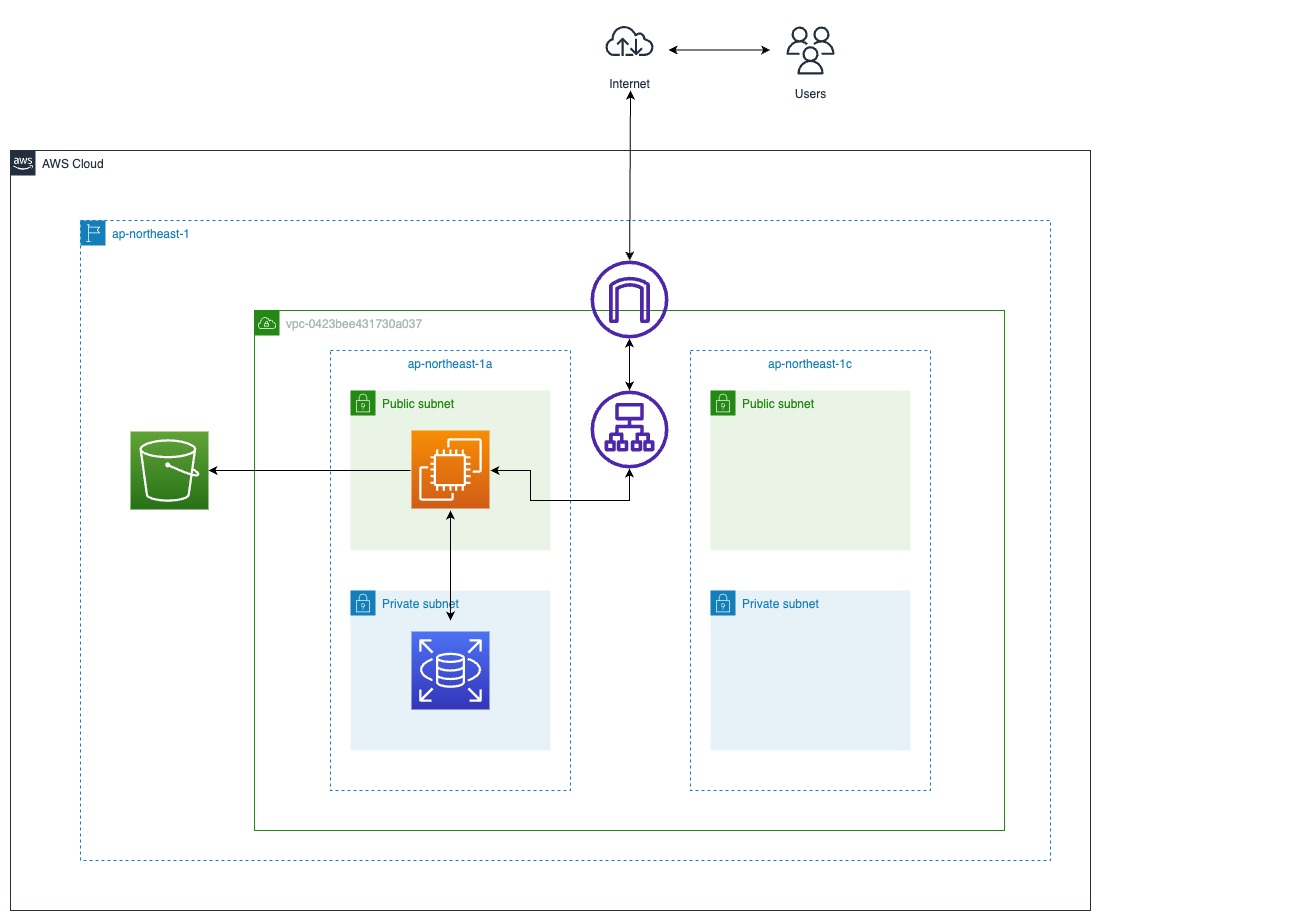 Internet
Users
aws
AWS Cloud
ap-northeast-1
vpc-0423bee431730a037
ap-northeast-1a
ap-northeast-1c
Public subnet
Public subnet
Private subnet
Private subnet